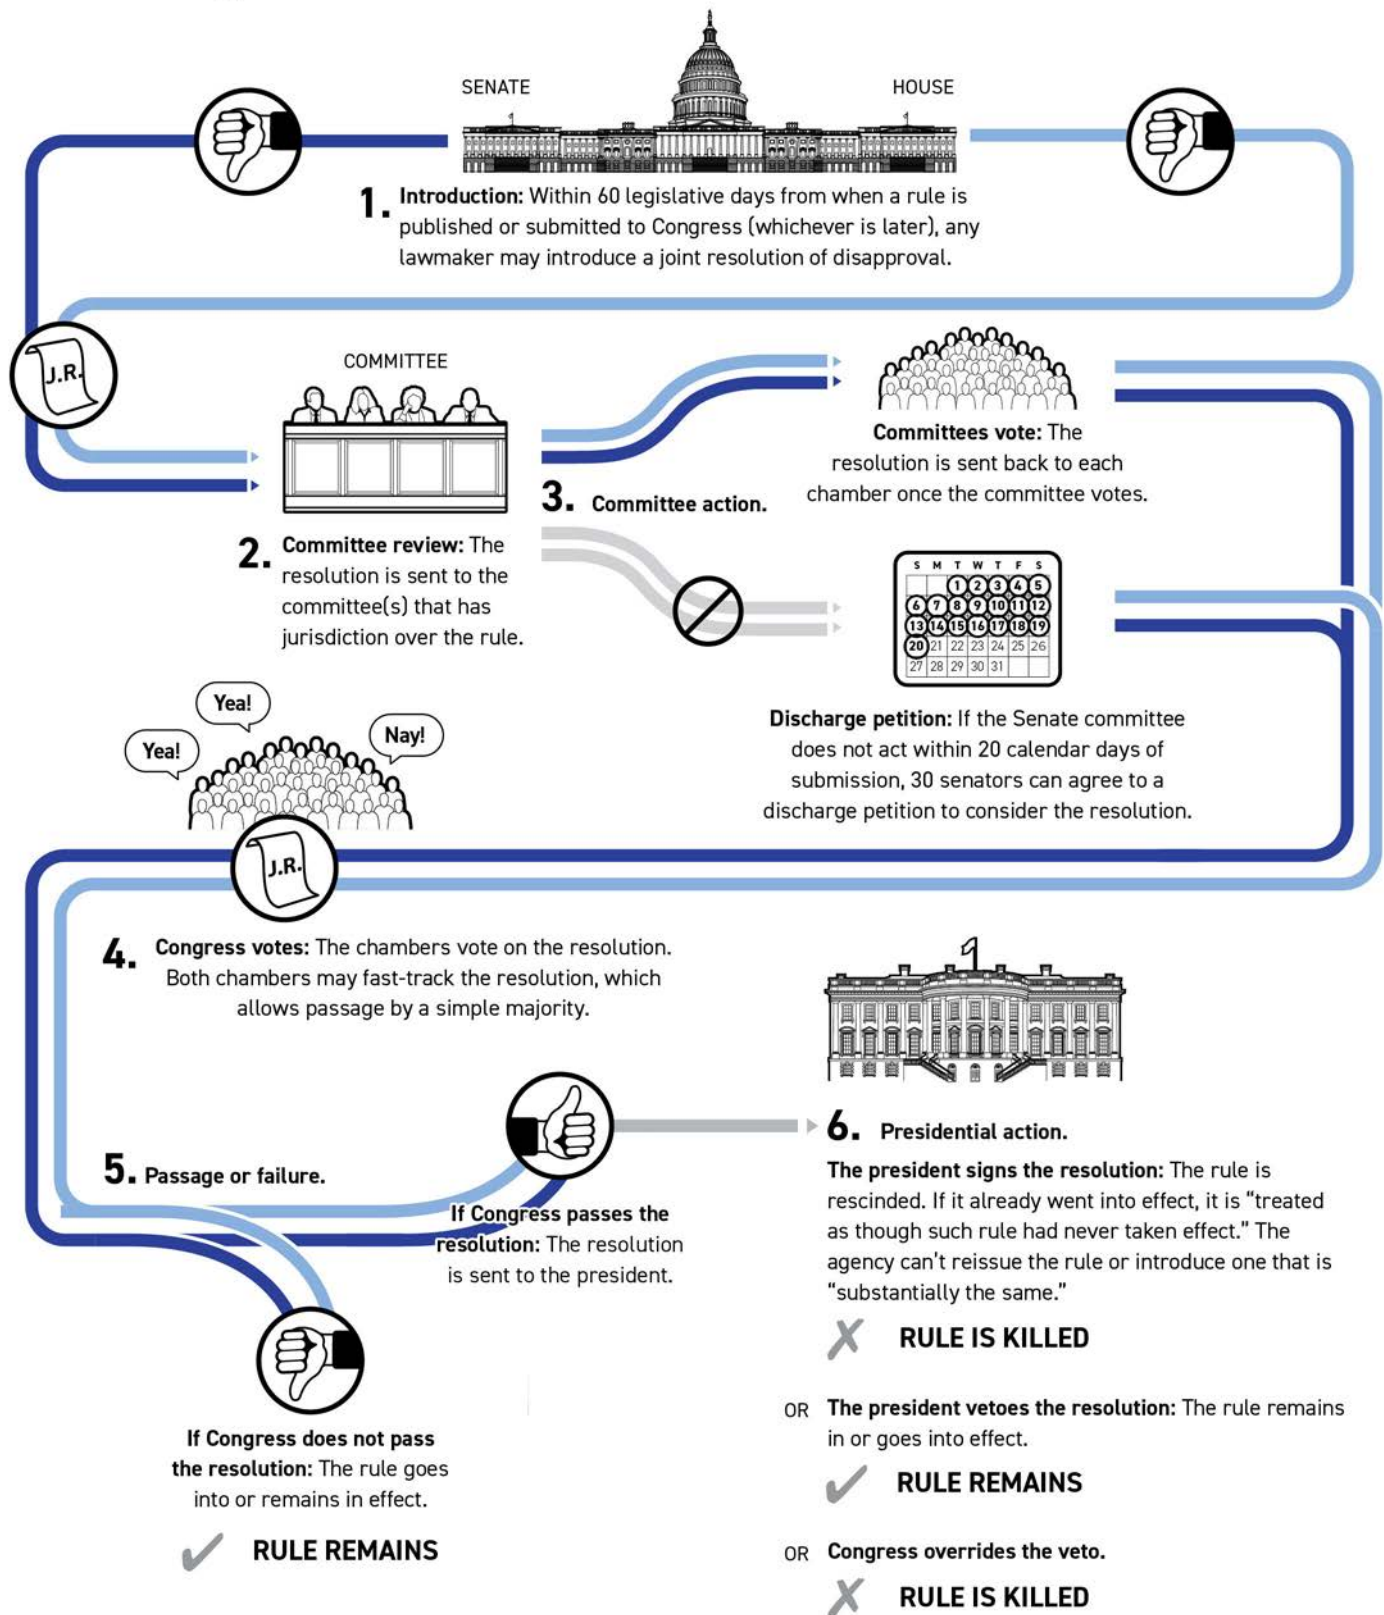 SENATE
HOUSE
1. Introduction: Within 60 legislative days from when a rule is
published or submitted to Congress (whichever is later), any
lawmaker may introduce a joint resolution of disapproval.
J.R.
COMMITTEE
2. Committee review: The
resolution is sent to the
committee(s) that has
jurisdiction over the rule.
3. Committee action.
Committees vote: The
resolution is sent back to each
chamber once the committee votes.
S M T W T F S
1 2 3 4 5
6 7 8 9 10 11 12
13 14 15 16 17 18 19
20 21 22 23 24 25 26
27 28 29 30 31
Discharge petition: If the Senate committee
does not act within 20 calendar days of
submission, 30 senators can agree to a
discharge petition to consider the resolution.
Yea!
Yea!
Nay!
J.R.
4. Congress votes: The chambers vote on the resolution.
Both chambers may fast-track the resolution, which
allows passage by a simple majority.
5. Passage or failure.
If Congress passes the
resolution: The resolution
is sent to the president.
If Congress does not pass
the resolution: The rule goes
into or remains in effect.
RULE REMAINS
6. Presidential action.
The president signs the resolution: The rule is
rescinded. If it already went into effect, it is “treated
as though such rule had never taken effect.” The
agency can’t reissue the rule or introduce one that is
“substantially the same.”
RULE IS KILLED
OR The president vetoes the resolution: The rule remains
in or goes into effect.
RULE REMAINS
OR Congress overrides the veto.
RULE IS KILLED